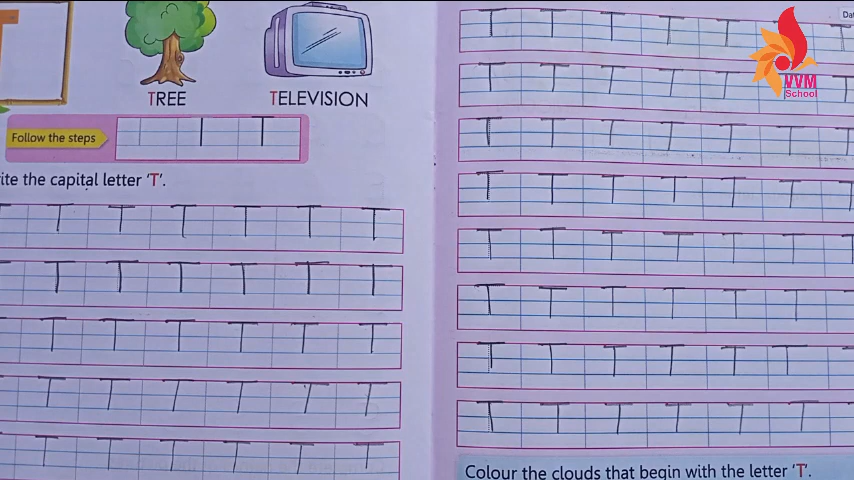 TREE TELEVISION
Follow the steps
T
ite the capital letter 'T'.
T T T T T T
T T T T T T
T T T T T T
T T T T T T
T T T T T T
T T T T T T
T T T T T T
T T T T T T
T T T T T T T
T T T T T T T
T T T T T T T
T T T T T T
T T T T T T
T T T T T T
Colour the clouds that begin with the letter 'T'.
VVM
School
Da